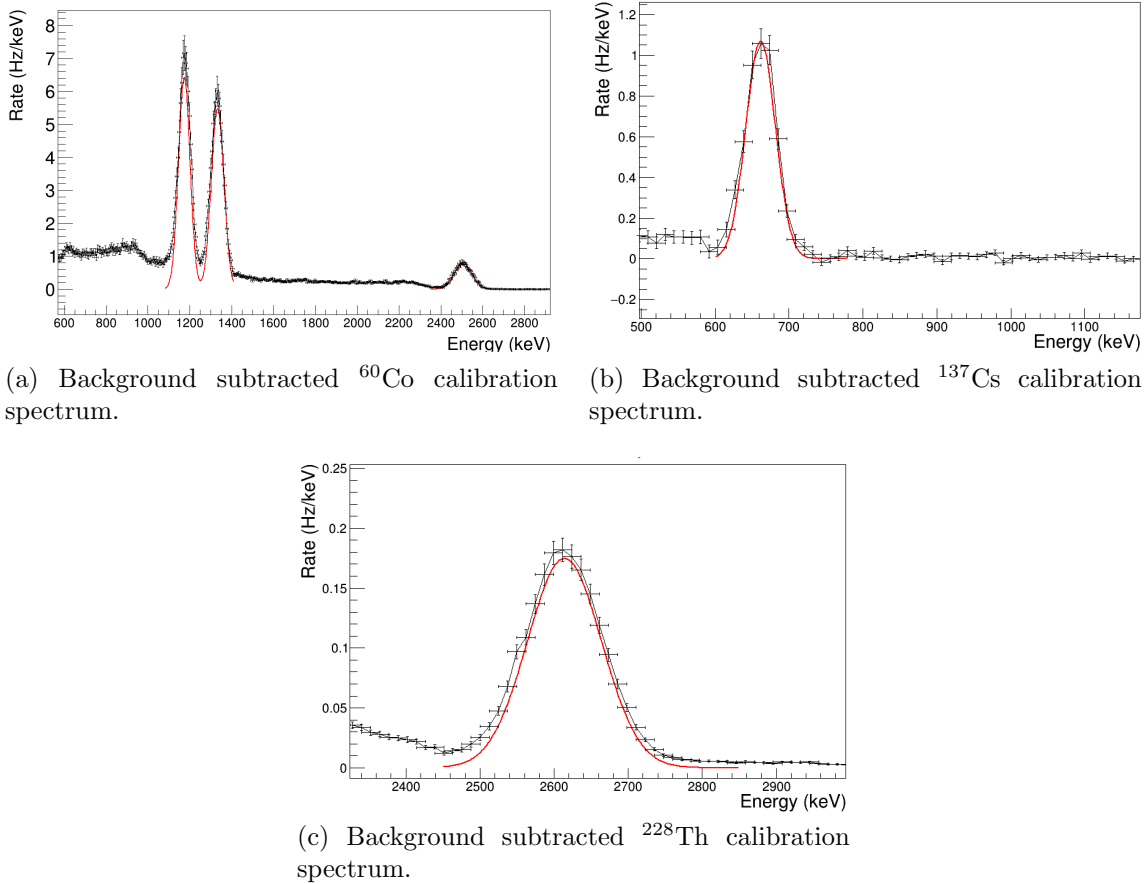 Rate (Hz/keV)
8
7
6
5
4
3
2
1
0
600 800 1000 1200 1400 1600 1800 2000 2200 2400 2600 2800
Energy (keV)
(a) Background subtracted ⁶⁰Co calibration
spectrum.
Rate (Hz/keV)
1.2
1
0.8
0.6
0.4
0.2
0
−0.2
500 600 700 800 900 1000 1100
Energy (keV)
(b) Background subtracted ¹³⁷Cs calibration
spectrum.
Rate (Hz/keV)
0.25
0.2
0.15
0.1
0.05
0
2400 2500 2600 2700 2800 2900
Energy (keV)
(c) Background subtracted ²²⁸Th calibration
spectrum.